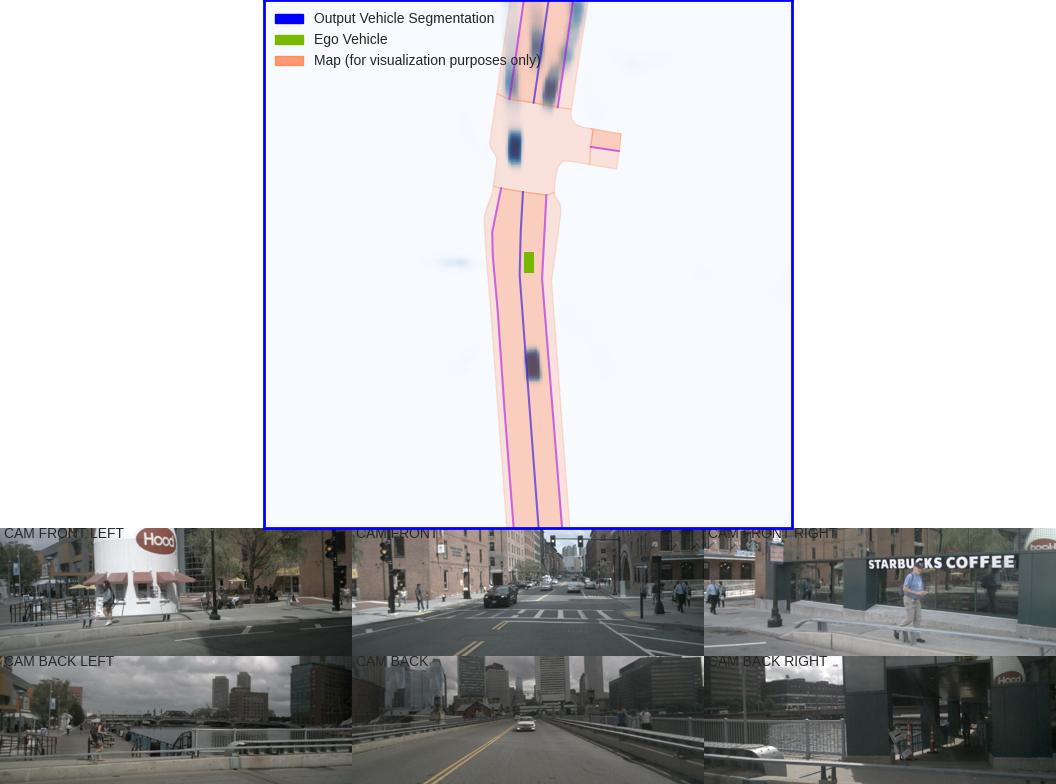 Output Vehicle Segmentation
Ego Vehicle
Map (for visualization purposes only)
CAM FRONT LEFT
CAM FRONT
CAM FRONT RIGHT
Hood
STARBUCKS COFFEE
CAM BACK LEFT
CAM BACK
CAM BACK RIGHT
Hood